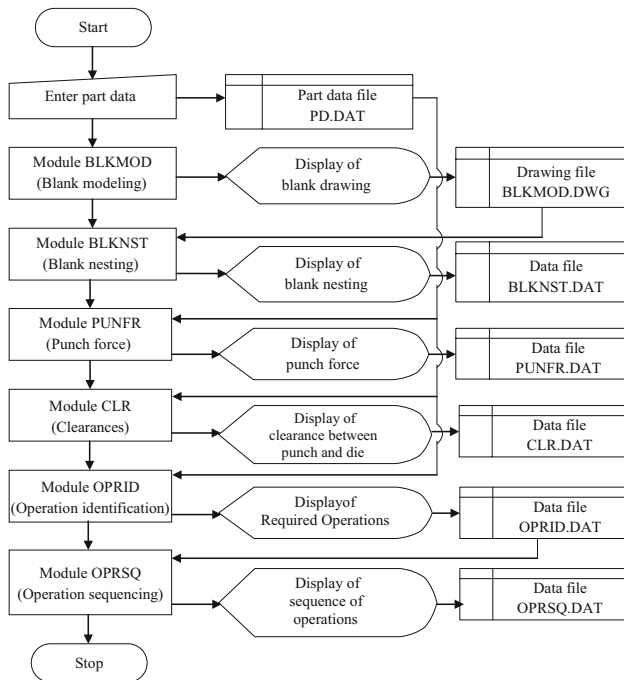 Start
Enter part data
Part data file
PD.DAT
Module BLKMOD
(Blank modeling)
Display of
blank drawing
Drawing file
BLKMOD.DWG
Module BLKNST
(Blank nesting)
Display of
blank nesting
Data file
BLKNST.DAT
Module PUNFR
(Punch force)
Display of
punch force
Data file
PUNFR.DAT
Module CLR
(Clearances)
Display of
clearance between
punch and die
Data file
CLR.DAT
Module OPRID
(Operation identification)
Displayof
Required Operations
Data file
OPRID.DAT
Module OPRSQ
(Operation sequencing)
Display of
sequence of
operations
Data file
OPRSQ.DAT
Stop